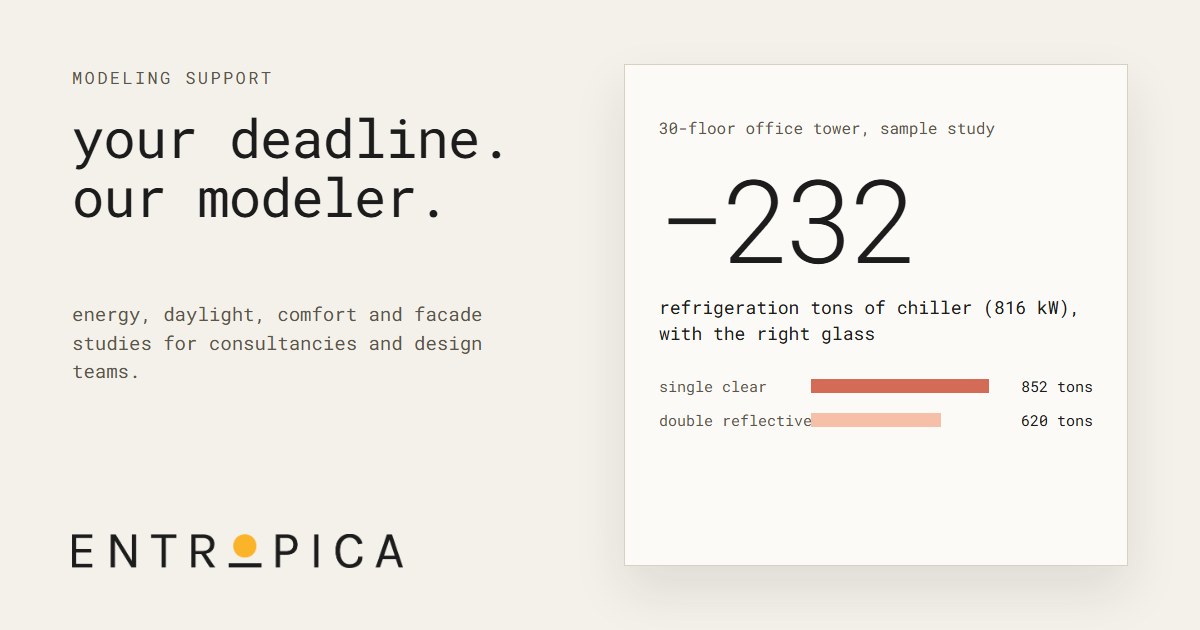 MODELING SUPPORT
your deadline.
our modeler.
energy, daylight, comfort and facade
studies for consultancies and design
teams.
ENTROPICA
30-floor office tower, sample study
−232
refrigeration tons of chiller (816 kW),
with the right glass
single clear 852 tons
double reflective 620 tons